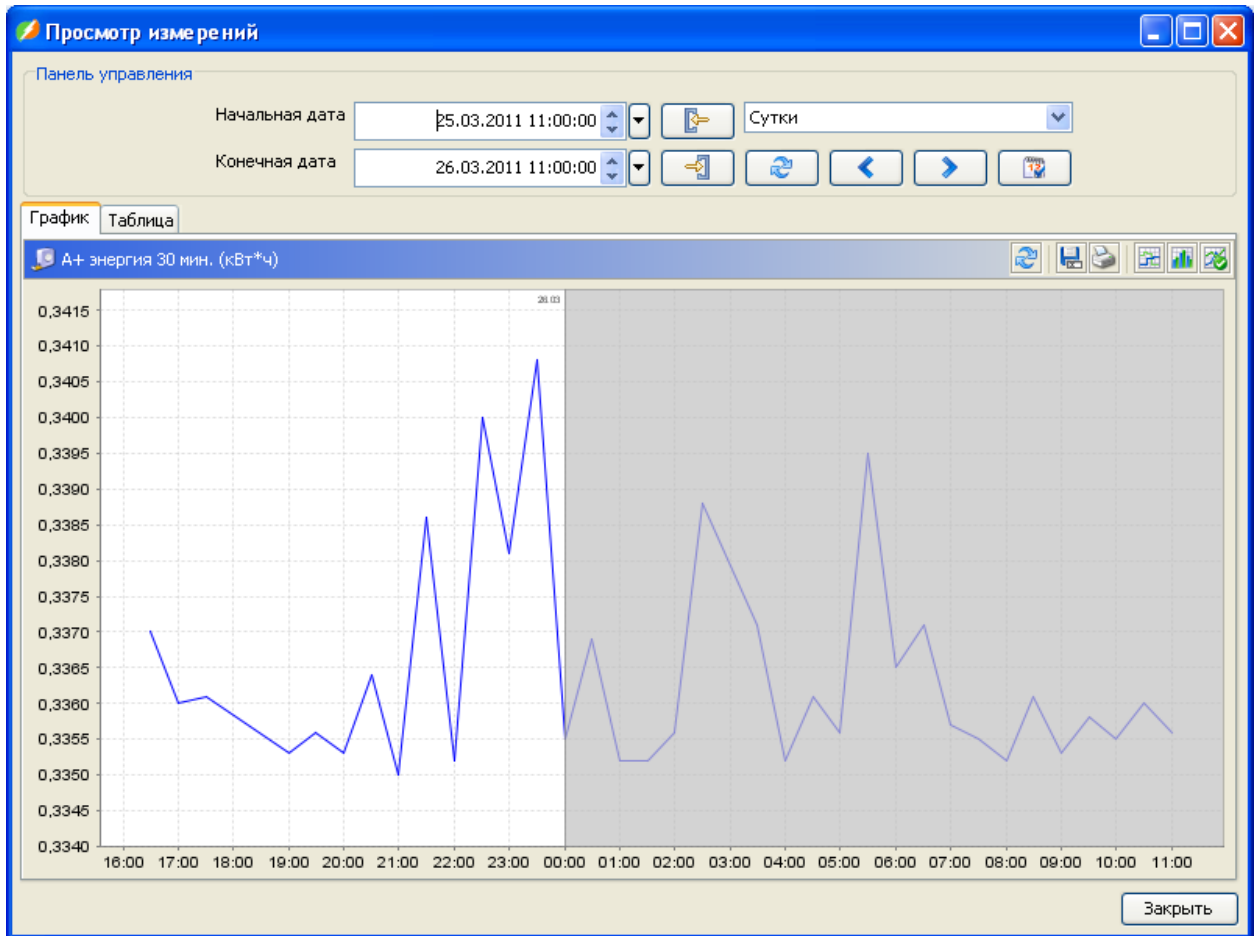 Просмотр измерений
Панель управления
Начальная дата 25.03.2011 11:00:00 Сутки
Конечная дата 26.03.2011 11:00:00
График Таблица
А+ энергия 30 мин. (кВт*ч)
26.03
0,3415
0,3410
0,3405
0,3400
0,3395
0,3390
0,3385
0,3380
0,3375
0,3370
0,3365
0,3360
0,3355
0,3350
0,3345
0,3340
16:00 17:00 18:00 19:00 20:00 21:00 22:00 23:00 00:00 01:00 02:00 03:00 04:00 05:00 06:00 07:00 08:00 09:00 10:00 11:00
Закрыть